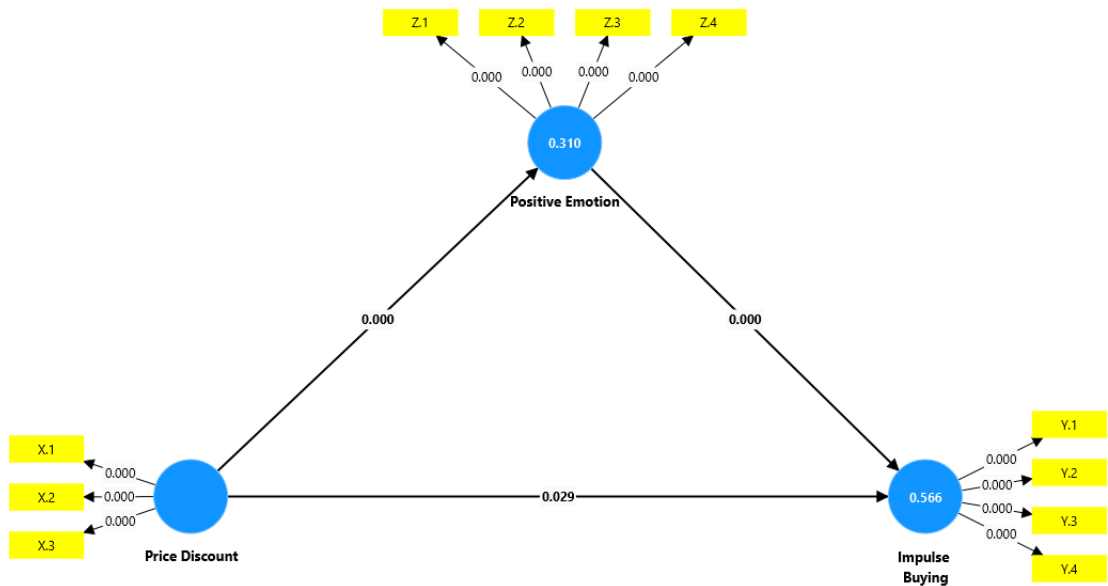 Z.1 Z.2 Z.3 Z.4
0.000 0.000 0.000 0.000
0.310
Positive Emotion
0.000 0.000
X.1
0.000
X.2
0.000
X.3
0.000
Price Discount
0.029
0.566
Impulse
Buying
Y.1
0.000
Y.2
0.000
Y.3
0.000
Y.4
0.000